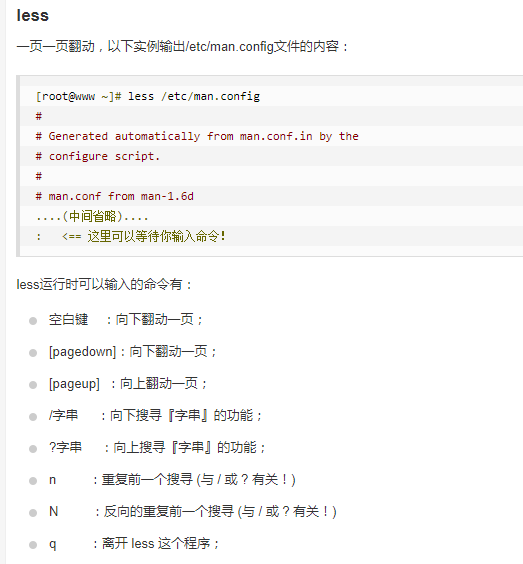 less
一页一页翻动，以下实例输出/etc/man.config文件的内容：
[root@www ~]# less /etc/man.config
#
# Generated automatically from man.conf.in by the
# configure script.
#
# man.conf from man-1.6d
....(中间省略)....
:   <== 这里可以等待你输入命令！
less运行时可以输入的命令有：
空白键    ：向下翻动一页；
[pagedown]：向下翻动一页；
[pageup]  ：向上翻动一页；
/字串     ：向下搜寻『字串』的功能；
?字串     ：向上搜寻『字串』的功能；
n         ：重复前一个搜寻 (与 / 或 ? 有关！)
N         ：反向的重复前一个搜寻 (与 / 或 ? 有关！)
q         ：离开 less 这个程序；